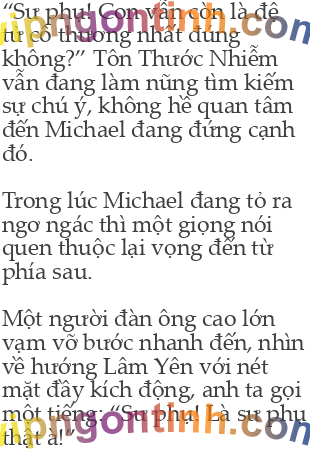 “Sư phụ! Con vẫn còn là đệ
tử cô thương nhất đúng
không?” Tôn Thước Nhiễm
vẫn đang làm nũng tìm kiếm
sự chú ý, không hề quan tâm
đến Michael đang đứng cạnh
đó.
Trong lúc Michael đang tỏ ra
ngơ ngác thì một giọng nói
quen thuộc lại vọng đến từ
phía sau.
Một người đàn ông cao lớn
vạm vỡ bước nhanh đến, nhìn
về hướng Lâm Yên với nét
mặt đầy kích động, anh ta gọi
một tiếng: “Sư phụ! Là sư phụ
thật à!”
vipngontinh.com
vipngontinh.com